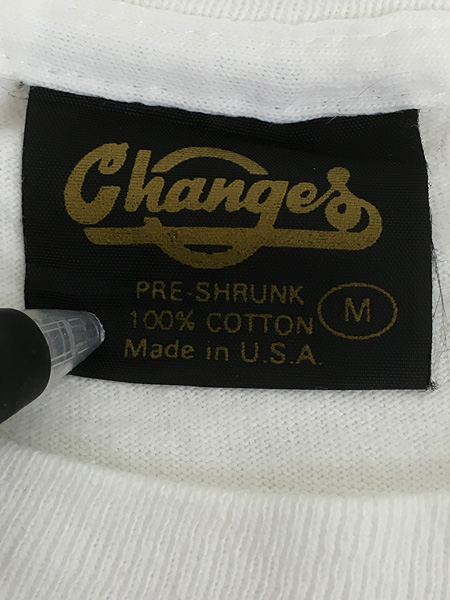 Changes
PRE-SHRUNK
100% COTTON
M
Made in U.S.A.